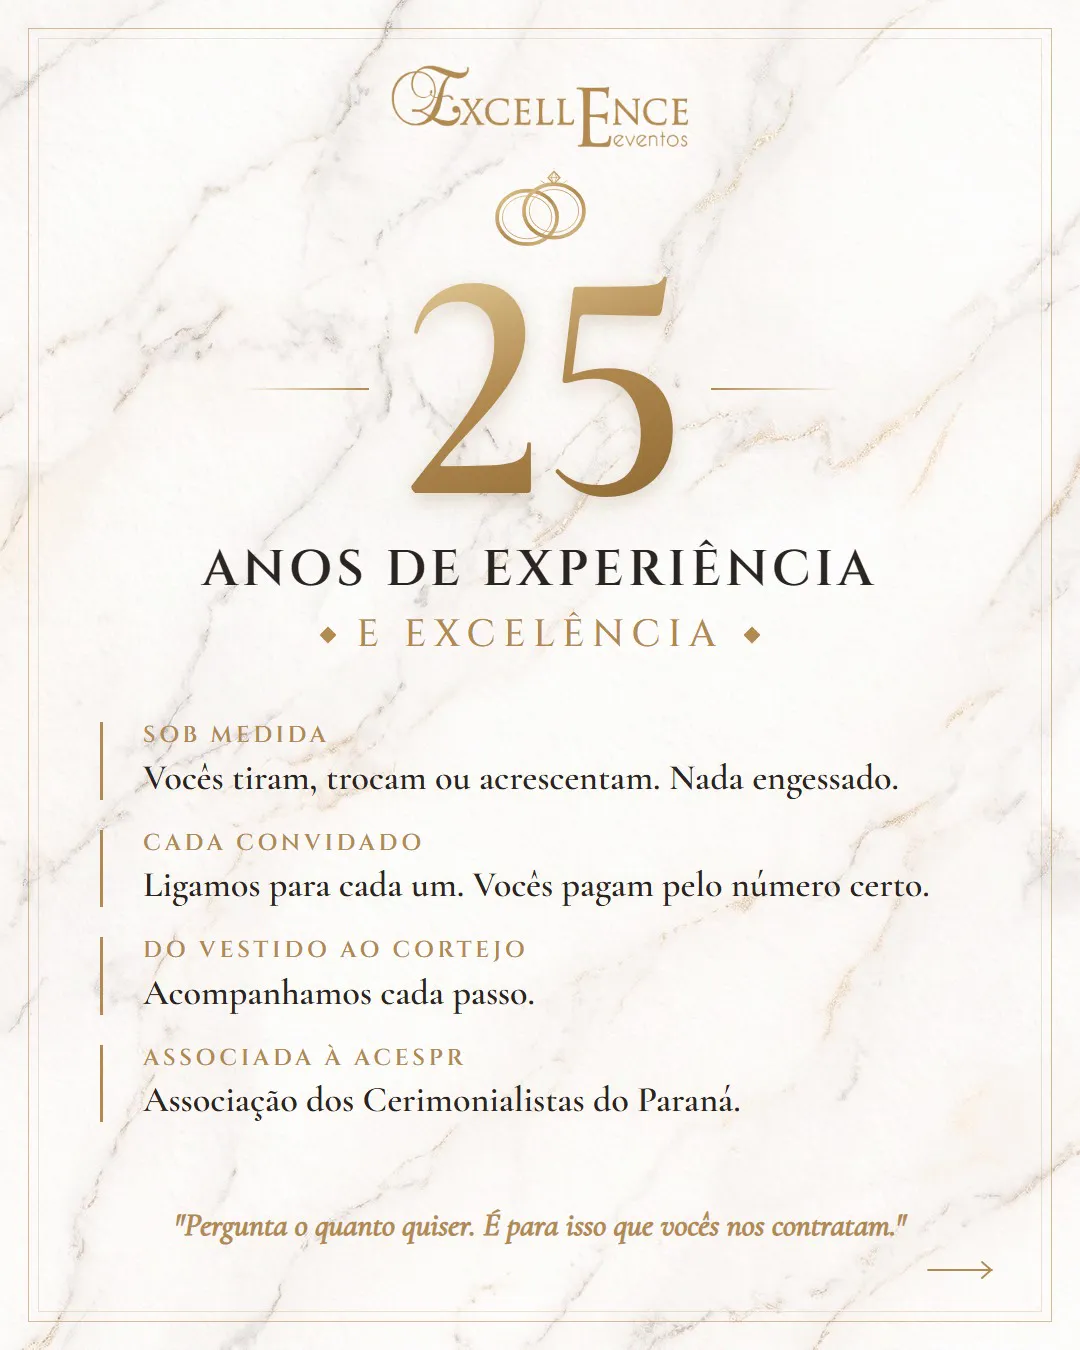 EXCELLENCE
eventos
25
ANOS DE EXPERIÊNCIA
E EXCELÊNCIA
SOB MEDIDA
Vocês tiram, trocam ou acrescentam. Nada engessado.
CADA CONVIDADO
Ligamos para cada um. Vocês pagam pelo número certo.
DO VESTIDO AO CORTEJO
Acompanhamos cada passo.
ASSOCIADA À ACESPR
Associação dos Cerimonialistas do Paraná.
"Pergunta o quanto quiser. É para isso que vocês nos contratam."